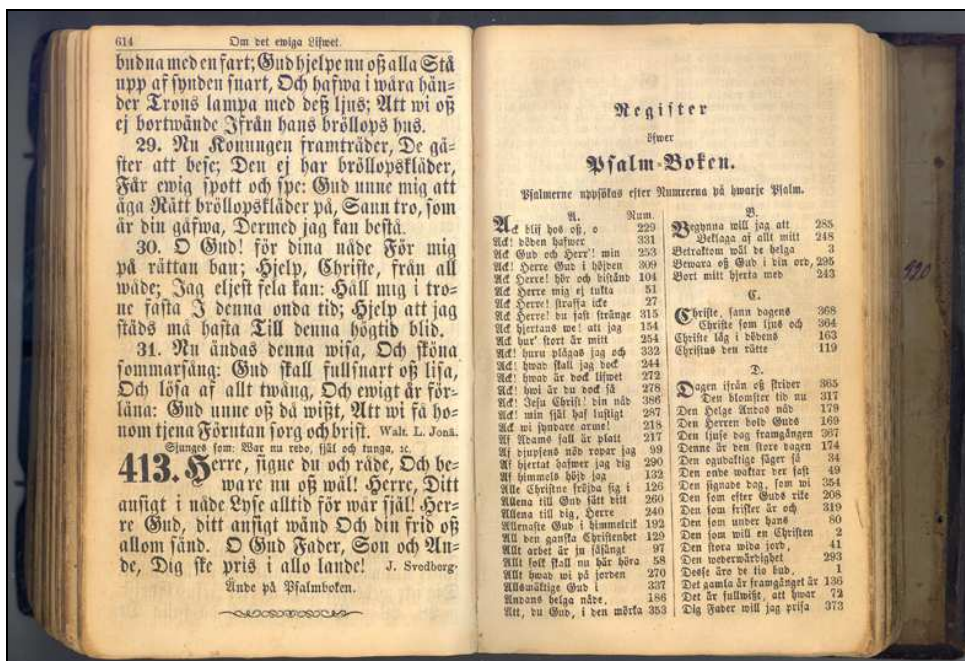 614 Om det ewiga Lifwet.
budna med en fart; Gud hjelpe nu oß alla Stå
upp af synden snart, Och hafwa i wåra hän-
der Trons lampa med deß ljus; Att wi oß
ej bortwände Ifrån hans bröllops hus.
29. Nu Konungen framträder, De gä-
ster att bese; Den ej har bröllopskläder,
Får ewig spott och spe: Gud unne mig att
äga Rätt bröllopskläder på, Sann tro, som
är din gåfwa, Dermed jag kan bestå.
30. O Gud! för dina nåde För mig
på rättan ban; Hjelp, Christe, från all
wåde; Jag eljest fela kan: Håll mig i tro-
ne fasta I denna onda tid; Hjelp att jag
städs må hasta Till denna högtid blid.
31. Nu ändas denna wisa, Och sköna
sommarsång: Gud skall fullsnart oß lisa,
Och lösa af allt twång, Och ewigt är för-
låna: Gud unne oß då wißt, Att wi få ho-
nom tjena Förutan sorg och brist. Walt. L. Jonä.
Sjunges som: War nu redo, själ och tunga, ꝛc.
413. Herre, signe du och råde, Och be-
ware nu oß wäl! Herre, Ditt
ansigt i nåde Lyse alltid för wår själ! Her-
re Gud, ditt ansigt wänd Och din frid oß
allom sänd. O Gud Fader, Son och An-
de, Dig ske pris i allo lande! J. Svedberg.
Ände på Psalmboken.
Register
öfwer
Psalm-Boken.
Psalmerne uppsökas efter Numrerna på hwarje Psalm.
A. Num.
Ack blif hos oß, o 229
Ack! döden hafwer 331
Ack Gud och Herr'! min 253
Ack! Herre Gud i höjden 309
Ack Herre! hör och bistånd 104
Ack Herre mig ej tukta 51
Ack Herre! straffa icke 27
Ack Herre! du fast stränge 315
Ack hjertans we! att jag 154
Ack hur' stort är mitt 254
Ack! huru plågas jag och 332
Ack! hwad skall jag dock 244
Ack! hwad är dock lifwet 272
Ack! hwi är du dock så 278
Ack! Jesu Christ! din nåd 386
Ack! min själ haf lustigt 287
Ack wi syndare arme! 218
Af Adams fall är platt 217
Af djupsens nöd ropar jag 99
Af hjertat hafwer jag dig 290
Af himmels höjd jag 132
Alle Christne fröjda sig i 126
Allena till Gud sätt ditt 260
Allena till dig, Herre 240
Allenaste Gud i himmelrik 192
All den ganska Christenhet 129
Allt arbet är ju fåfängt 97
Allt folk skall nu här höra 58
Allt hwad wi på jorden 270
Allsmäktige Gud i 337
Andans helga nåde, 186
Att, du Gud, i den mörka 353
B.
Begynna will jag att 285
Beklaga af allt mitt 248
Betraktom wäl de helga 3
Bewara oß Gud i din ord, 295
Bort mitt hjerta med 243
C.
Christe, sann dagens 368
Christe som ljus och 364
Christe låg i dödens 163
Christus den rätte 119
D.
Dagen ifrån oß skrider 365
Den blomster tid nu 317
Den Helge Andas nåd 179
Den Herren hold Guds 169
Den ljuse dag framgången 367
Denne är den store dagen 174
Den ogudaktige säger så 34
Den onde waktar der fast 49
Den signade dag, som wi 354
Den som efter Guds rike 208
Den som frisker är och 319
Den som under hans 80
Den som will en Christen 2
Den stora wida jord, 41
Den wederwärdighet 293
Desse äro de tio bud, 1
Det gamla är framgånget är 136
Det är fullwißt, att hwar 72
Dig Fader will jag prisa 373